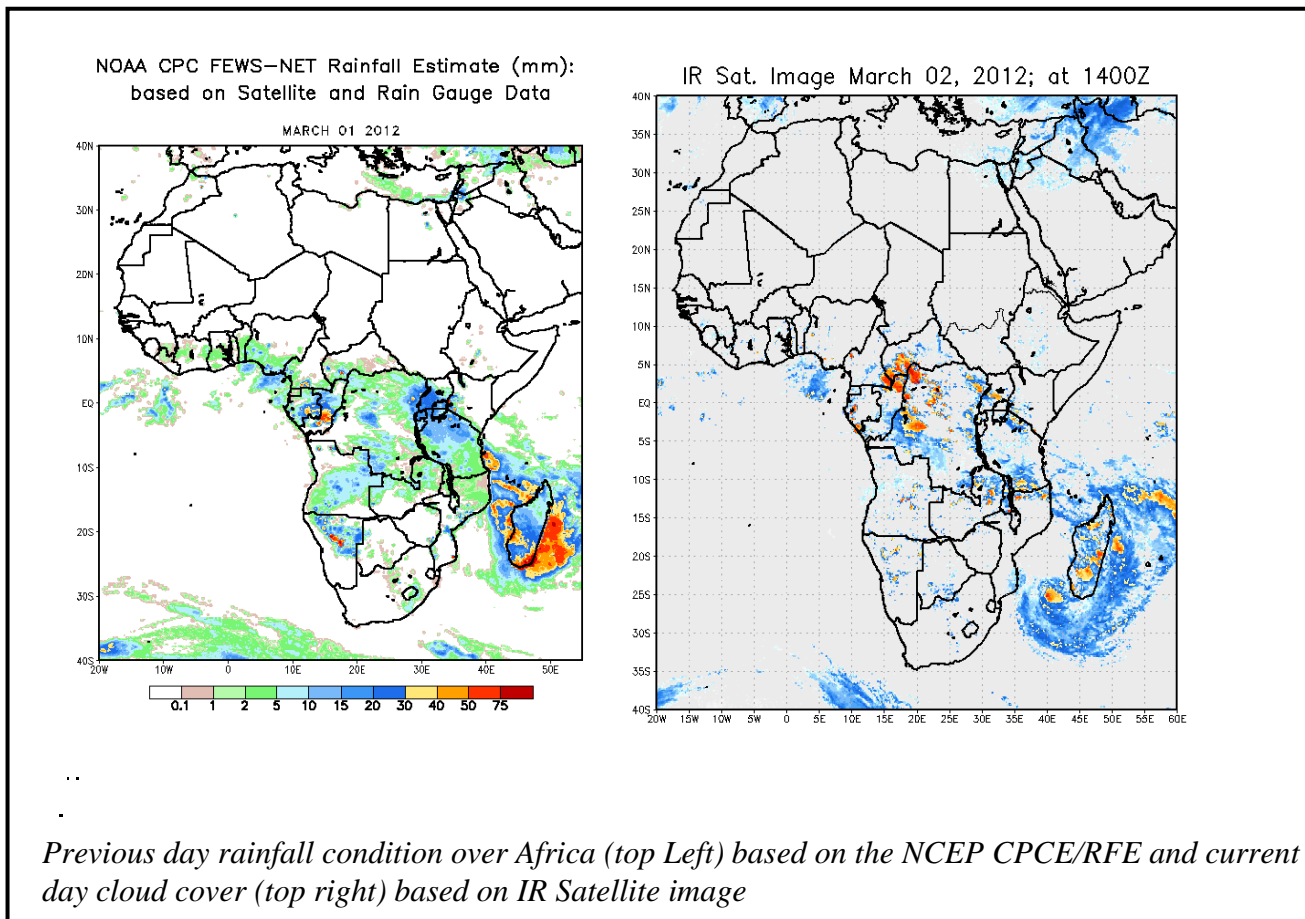 NOAA CPC FEWS-NET Rainfall Estimate (mm):
based on Satellite and Rain Gauge Data
MARCH 01 2012
40N
30N
20N
10N
EQ
10S
20S
30S
40S
20W 10W 0 10E 20E 30E 40E 50E
0.1 1 2 5 10 15 20 30 40 50 75
IR Sat. Image March 02, 2012; at 1400Z
40N
35N
30N
25N
20N
15N
10N
5N
EQ
5S
10S
15S
20S
25S
30S
35S
40S
20W 15W 10W 5W 0 5E 10E 15E 20E 25E 30E 35E 40E 45E 50E 55E 60E
..
.
Previous day rainfall condition over Africa (top Left) based on the NCEP CPCE/RFE and current
day cloud cover (top right) based on IR Satellite image